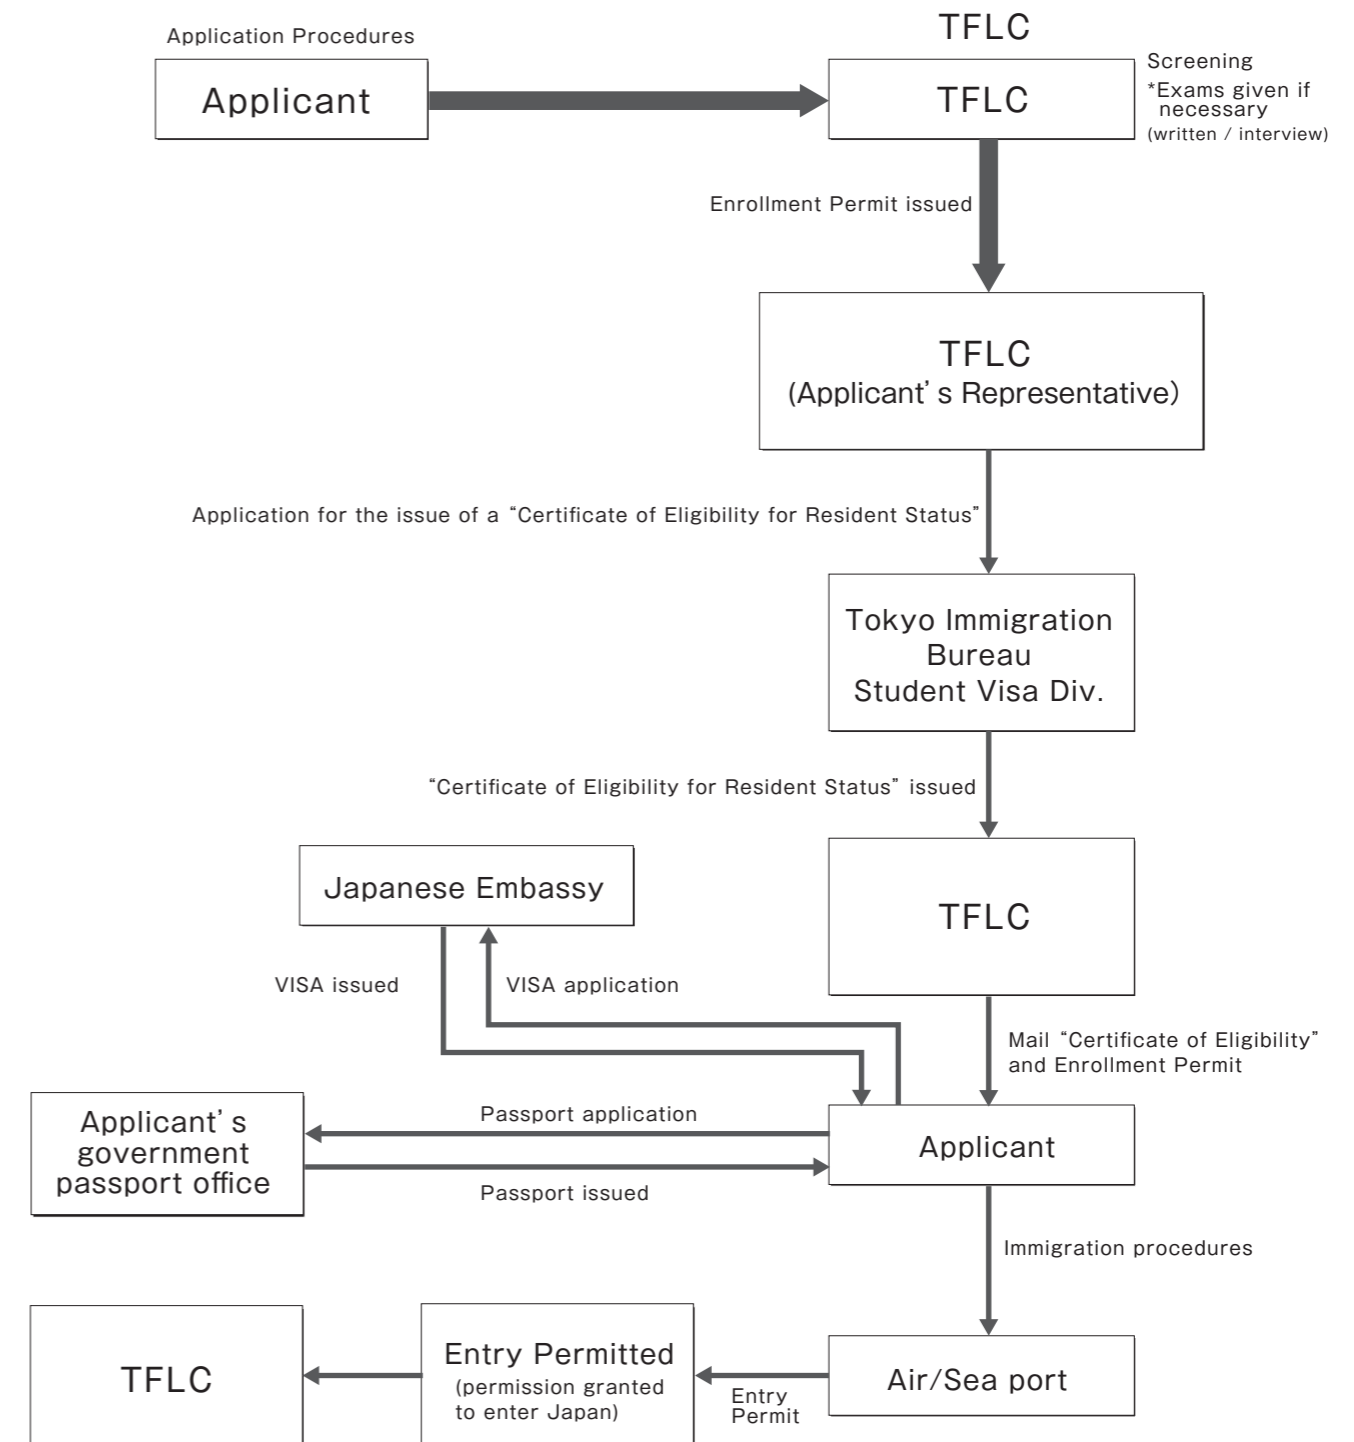 TFLC
Application Procedures
Applicant
TFLC
Screening
*Exams given if
necessary
(written / interview)
Enrollment Permit issued
TFLC
(Applicant’s Representative)
Application for the issue of a “Certificate of Eligibility for Resident Status”
Tokyo Immigration
Bureau
Student Visa Div.
“Certificate of Eligibility for Resident Status” issued
Japanese Embassy
TFLC
VISA issued
VISA application
Mail “Certificate of Eligibility”
and Enrollment Permit
Applicant’s
government
passport office
Passport application
Passport issued
Applicant
Immigration procedures
TFLC
Entry Permitted
(permission granted
to enter Japan)
Entry
Permit
Air/Sea port